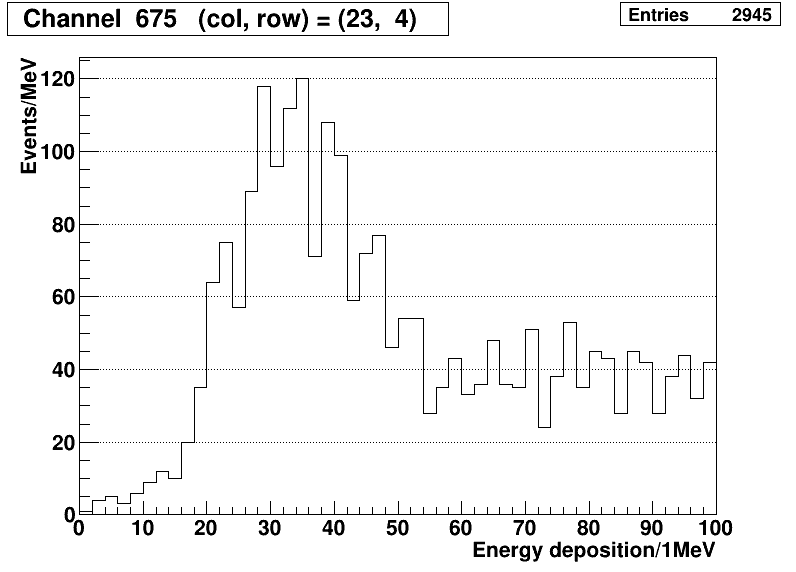 Channel 675 (col, row) = (23, 4)
Entries 2945
Events/MeV
120
100
80
60
40
20
0
0 10 20 30 40 50 60 70 80 90 100
Energy deposition/1MeV